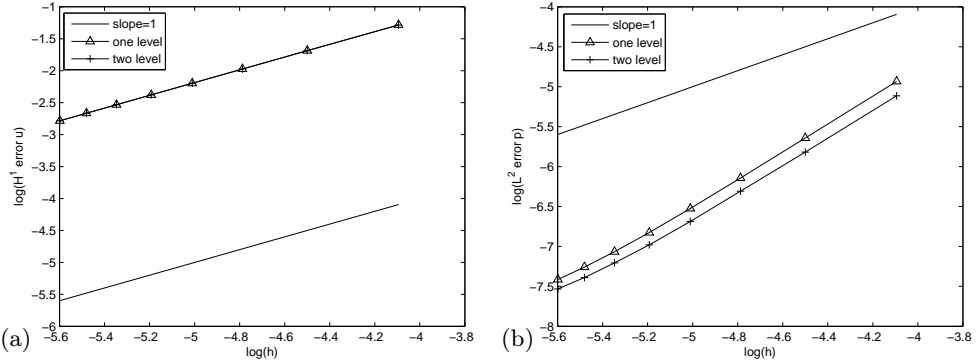 −1
−1.5
−2
−2.5
−3
−3.5
−4
−4.5
−5
−5.5
−6
log(H¹ error u)
slope=1
one level
two level
−5.6 −5.4 −5.2 −5 −4.8 −4.6 −4.4 −4.2 −4 −3.8
log(h)
(a)
−4
−4.5
−5
−5.5
−6
−6.5
−7
−7.5
−8
log(L² error p)
slope=1
one level
two level
−5.6 −5.4 −5.2 −5 −4.8 −4.6 −4.4 −4.2 −4 −3.8
log(h)
(b)